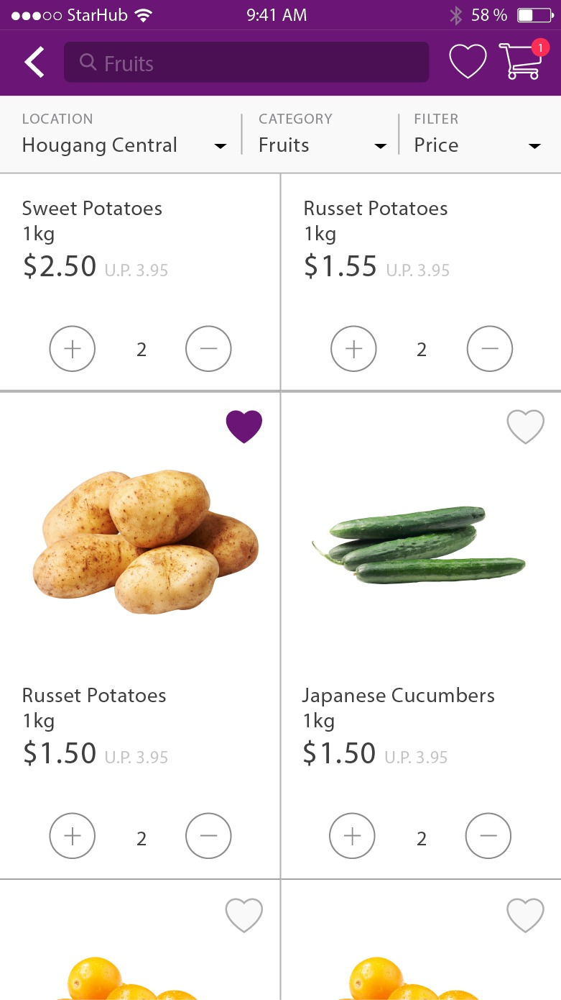 StarHub 9:41 AM 58 %
Fruits 1
LOCATION CATEGORY FILTER
Hougang Central Fruits Price
Sweet Potatoes
1kg
$2.50 U.P. 3.95
2
Russet Potatoes
1kg
$1.55 U.P. 3.95
2
Russet Potatoes
1kg
$1.50 U.P. 3.95
2
Japanese Cucumbers
1kg
$1.50 U.P. 3.95
2